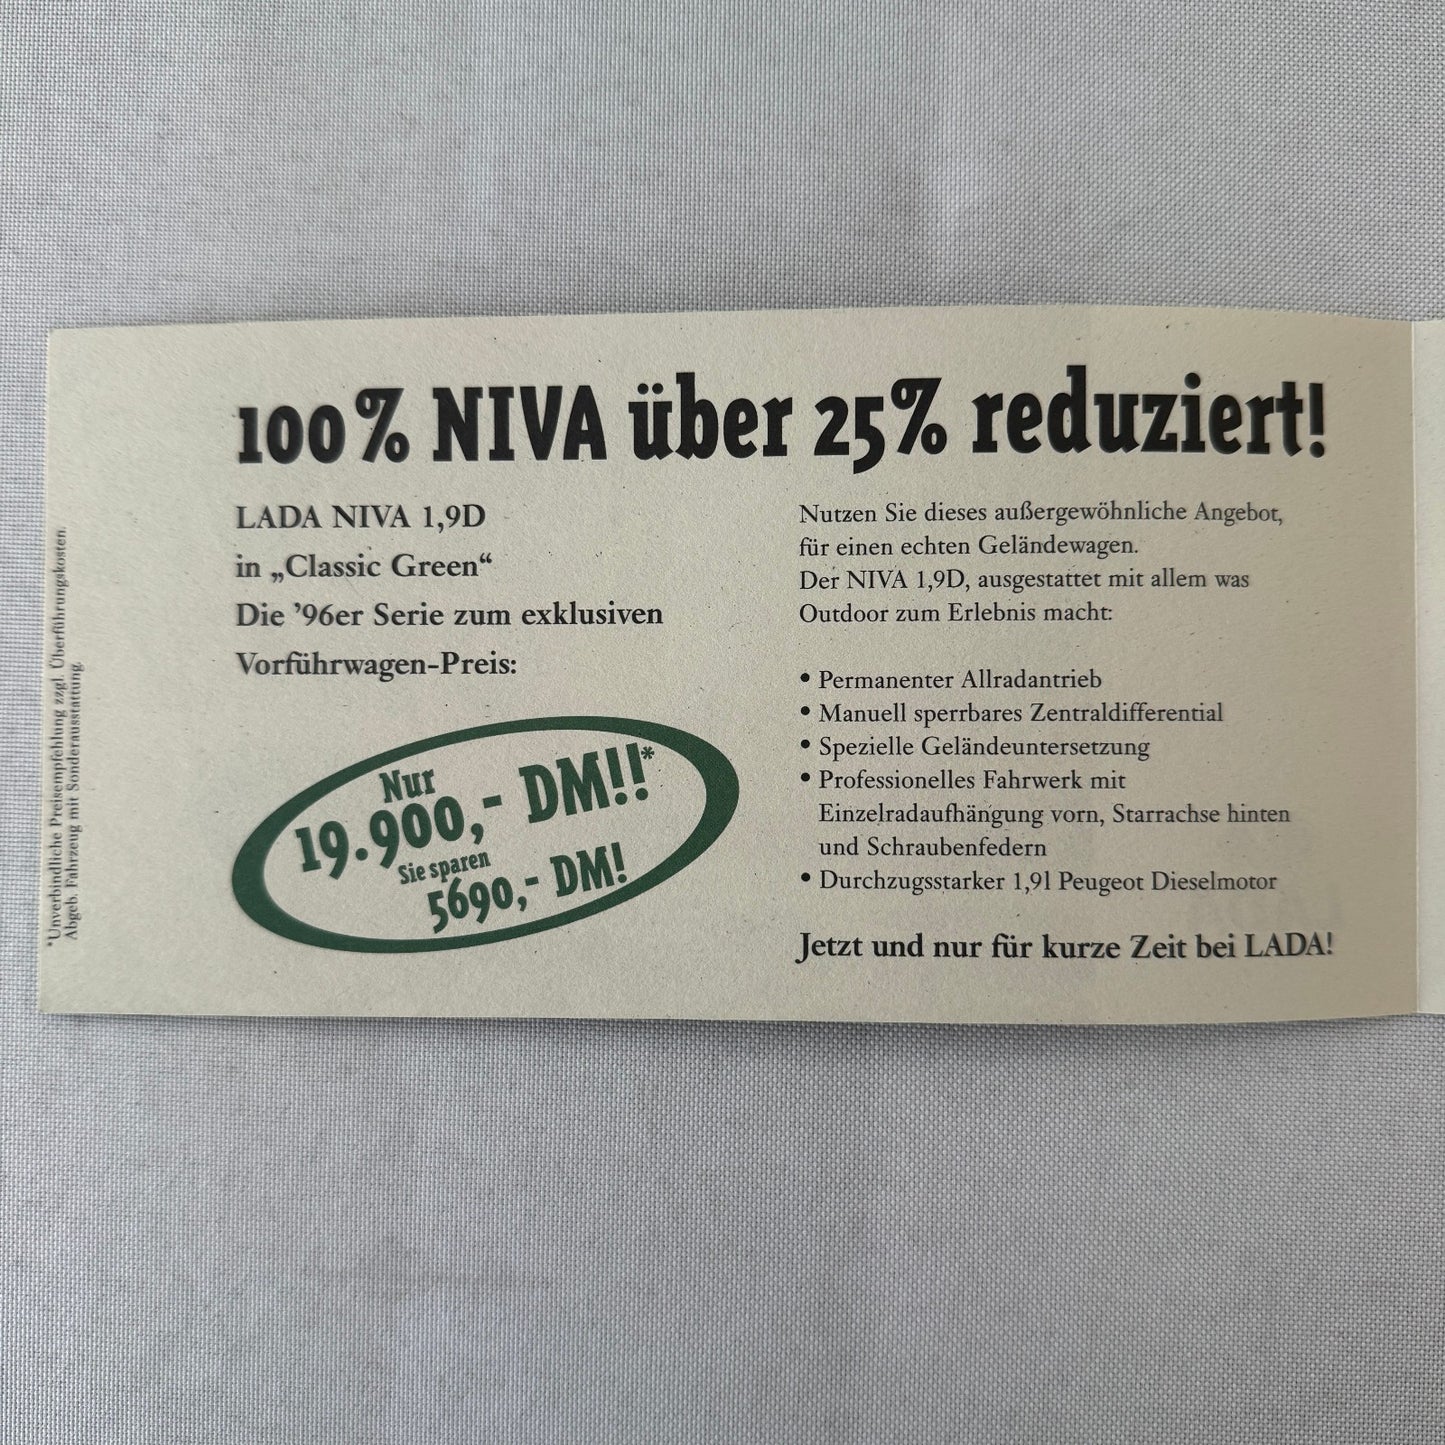 100% NIVA über 25% reduziert!
LADA NIVA 1,9D
in „Classic Green“
Die ’96er Serie zum exklusiven
Vorführwagen-Preis:
Nur
19.900,- DM!!*
Sie sparen
5690,- DM!
Nutzen Sie dieses außergewöhnliche Angebot,
für einen echten Geländewagen.
Der NIVA 1,9D, ausgestattet mit allem was
Outdoor zum Erlebnis macht:
• Permanenter Allradantrieb
• Manuell sperrbares Zentraldifferential
• Spezielle Geländeuntersetzung
• Professionelles Fahrwerk mit
Einzelradaufhängung vorn, Starrachse hinten
und Schraubenfedern
• Durchzugsstarker 1,9l Peugeot Dieselmotor
Jetzt und nur für kurze Zeit bei LADA!
*Unverbindliche Preisempfehlung zzgl. Überführungskosten.
Abgeb. Fahrzeug mit Sonderausstattung.